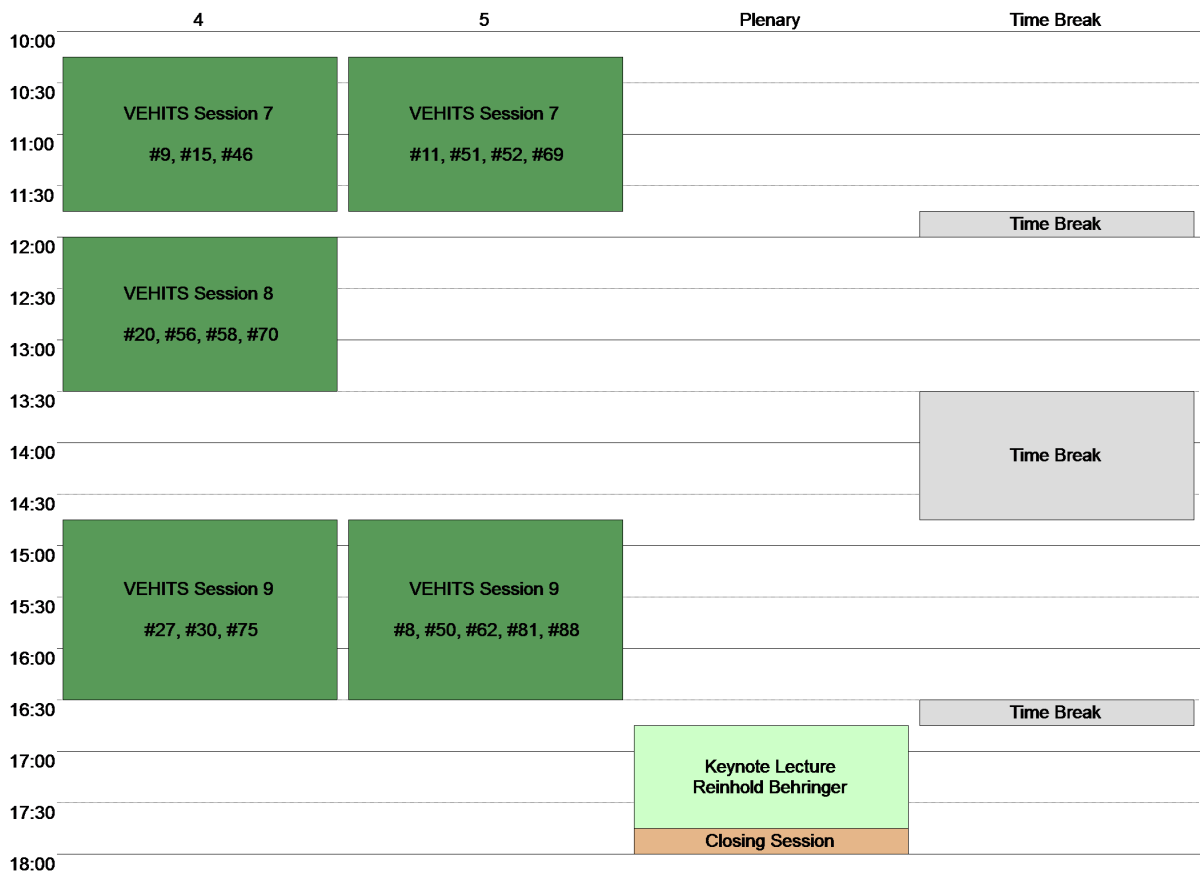 4 5 Plenary Time Break
10:00
10:30
VEHITS Session 7 VEHITS Session 7
11:00
#9, #15, #46 #11, #51, #52, #69
11:30
Time Break
12:00
12:30
VEHITS Session 8
#20, #56, #58, #70
13:00
13:30
14:00
Time Break
14:30
15:00
VEHITS Session 9 VEHITS Session 9
15:30
#27, #30, #75 #8, #50, #62, #81, #88
16:00
16:30
Time Break
17:00
Keynote Lecture
Reinhold Behringer
17:30
Closing Session
18:00